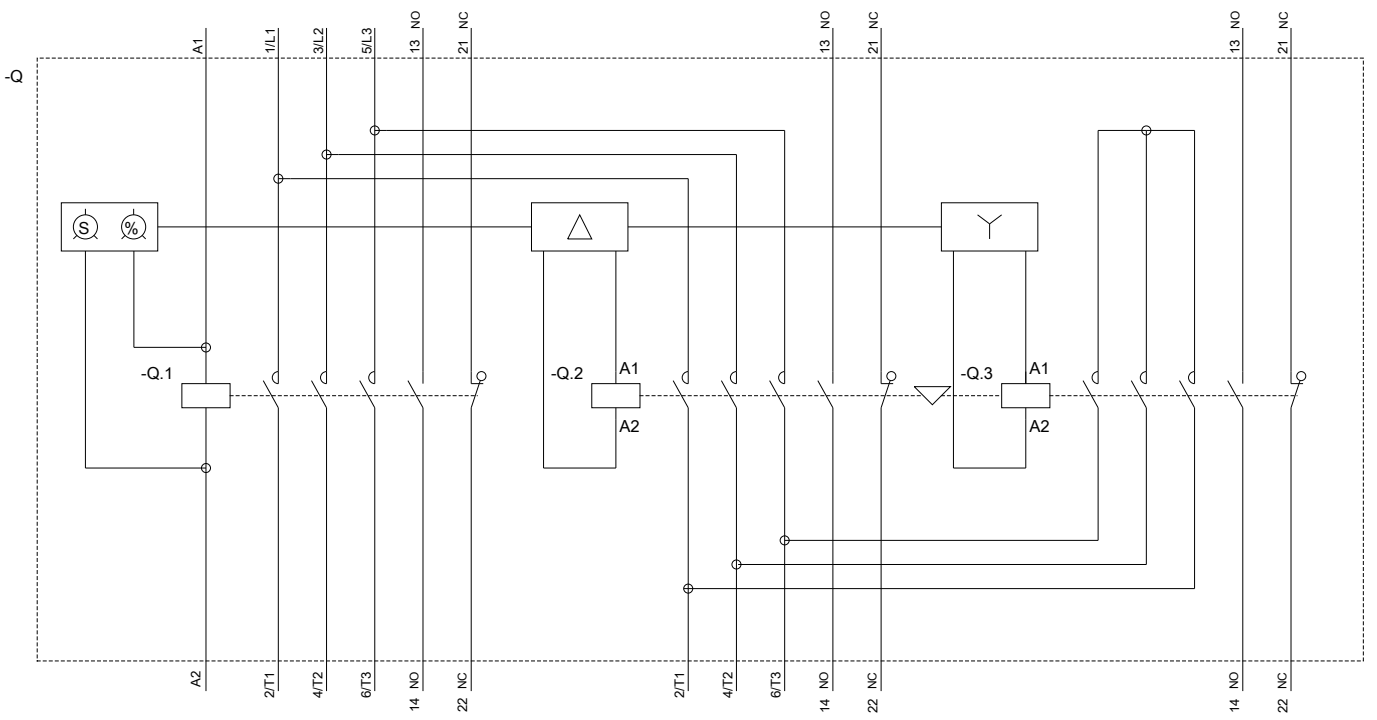 A1
1/L1
3/L2
5/L3
13 NO
21 NC
13 NO
21 NC
13 NO
21 NC
-Q
S
%
-Q.1
-Q.2
A1
A2
-Q.3
A1
A2
A2
2/T1
4/T2
6/T3
14 NO
22 NC
2/T1
4/T2
6/T3
14 NO
22 NC
14 NO
22 NC